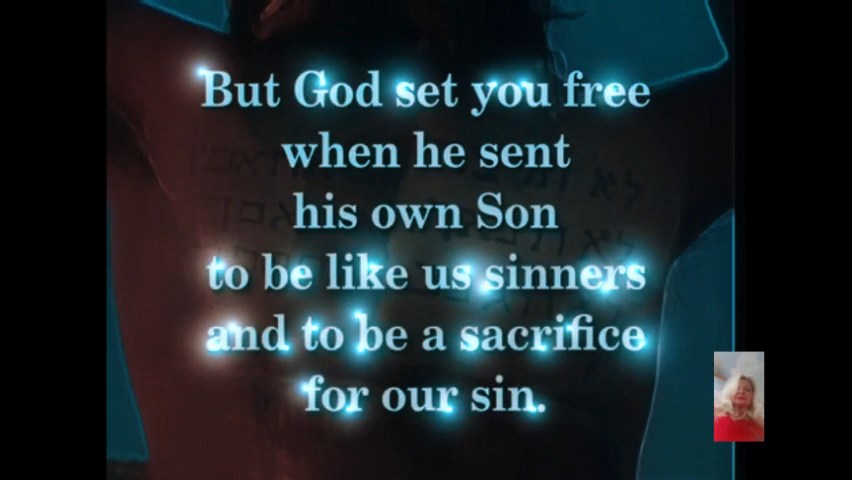 But God set you free
when he sent
his own Son
to be like us sinners
and to be a sacrifice
for our sin.